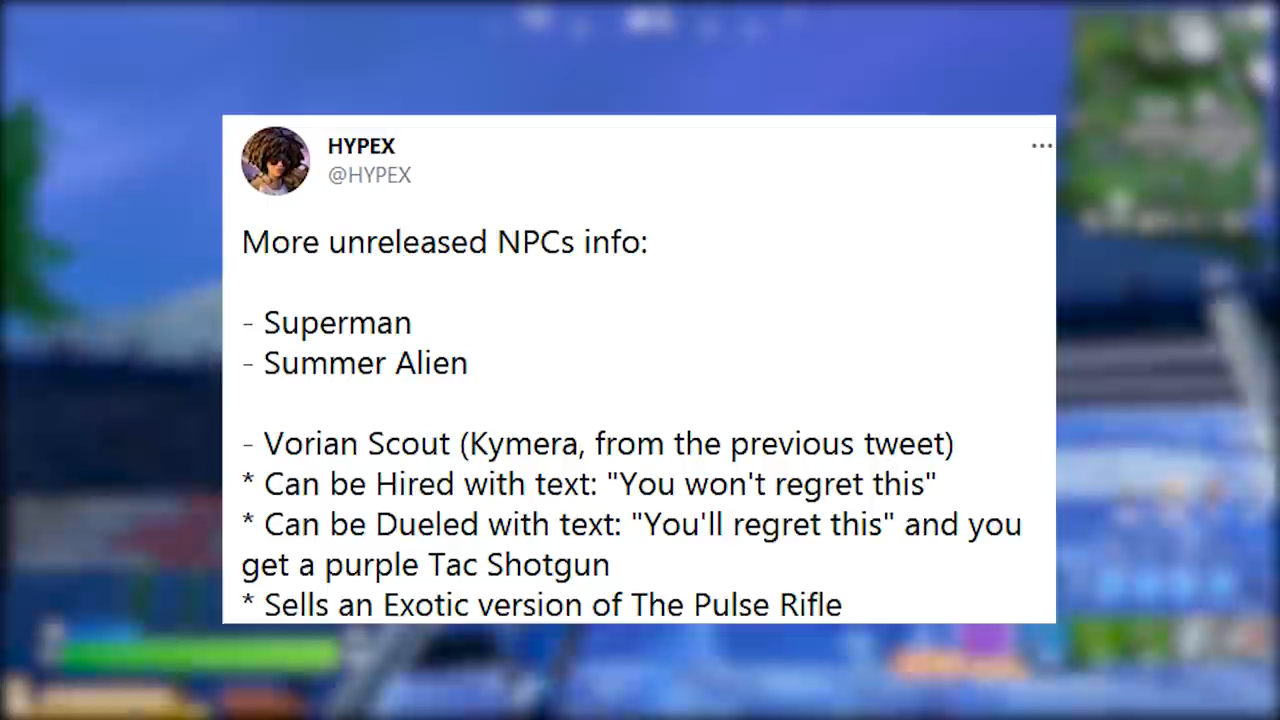 HYPEX
@HYPEX
More unreleased NPCs info:
- Superman
- Summer Alien
- Vorian Scout (Kymera, from the previous tweet)
* Can be Hired with text: "You won't regret this"
* Can be Dueled with text: "You'll regret this" and you
get a purple Tac Shotgun
* Sells an Exotic version of The Pulse Rifle